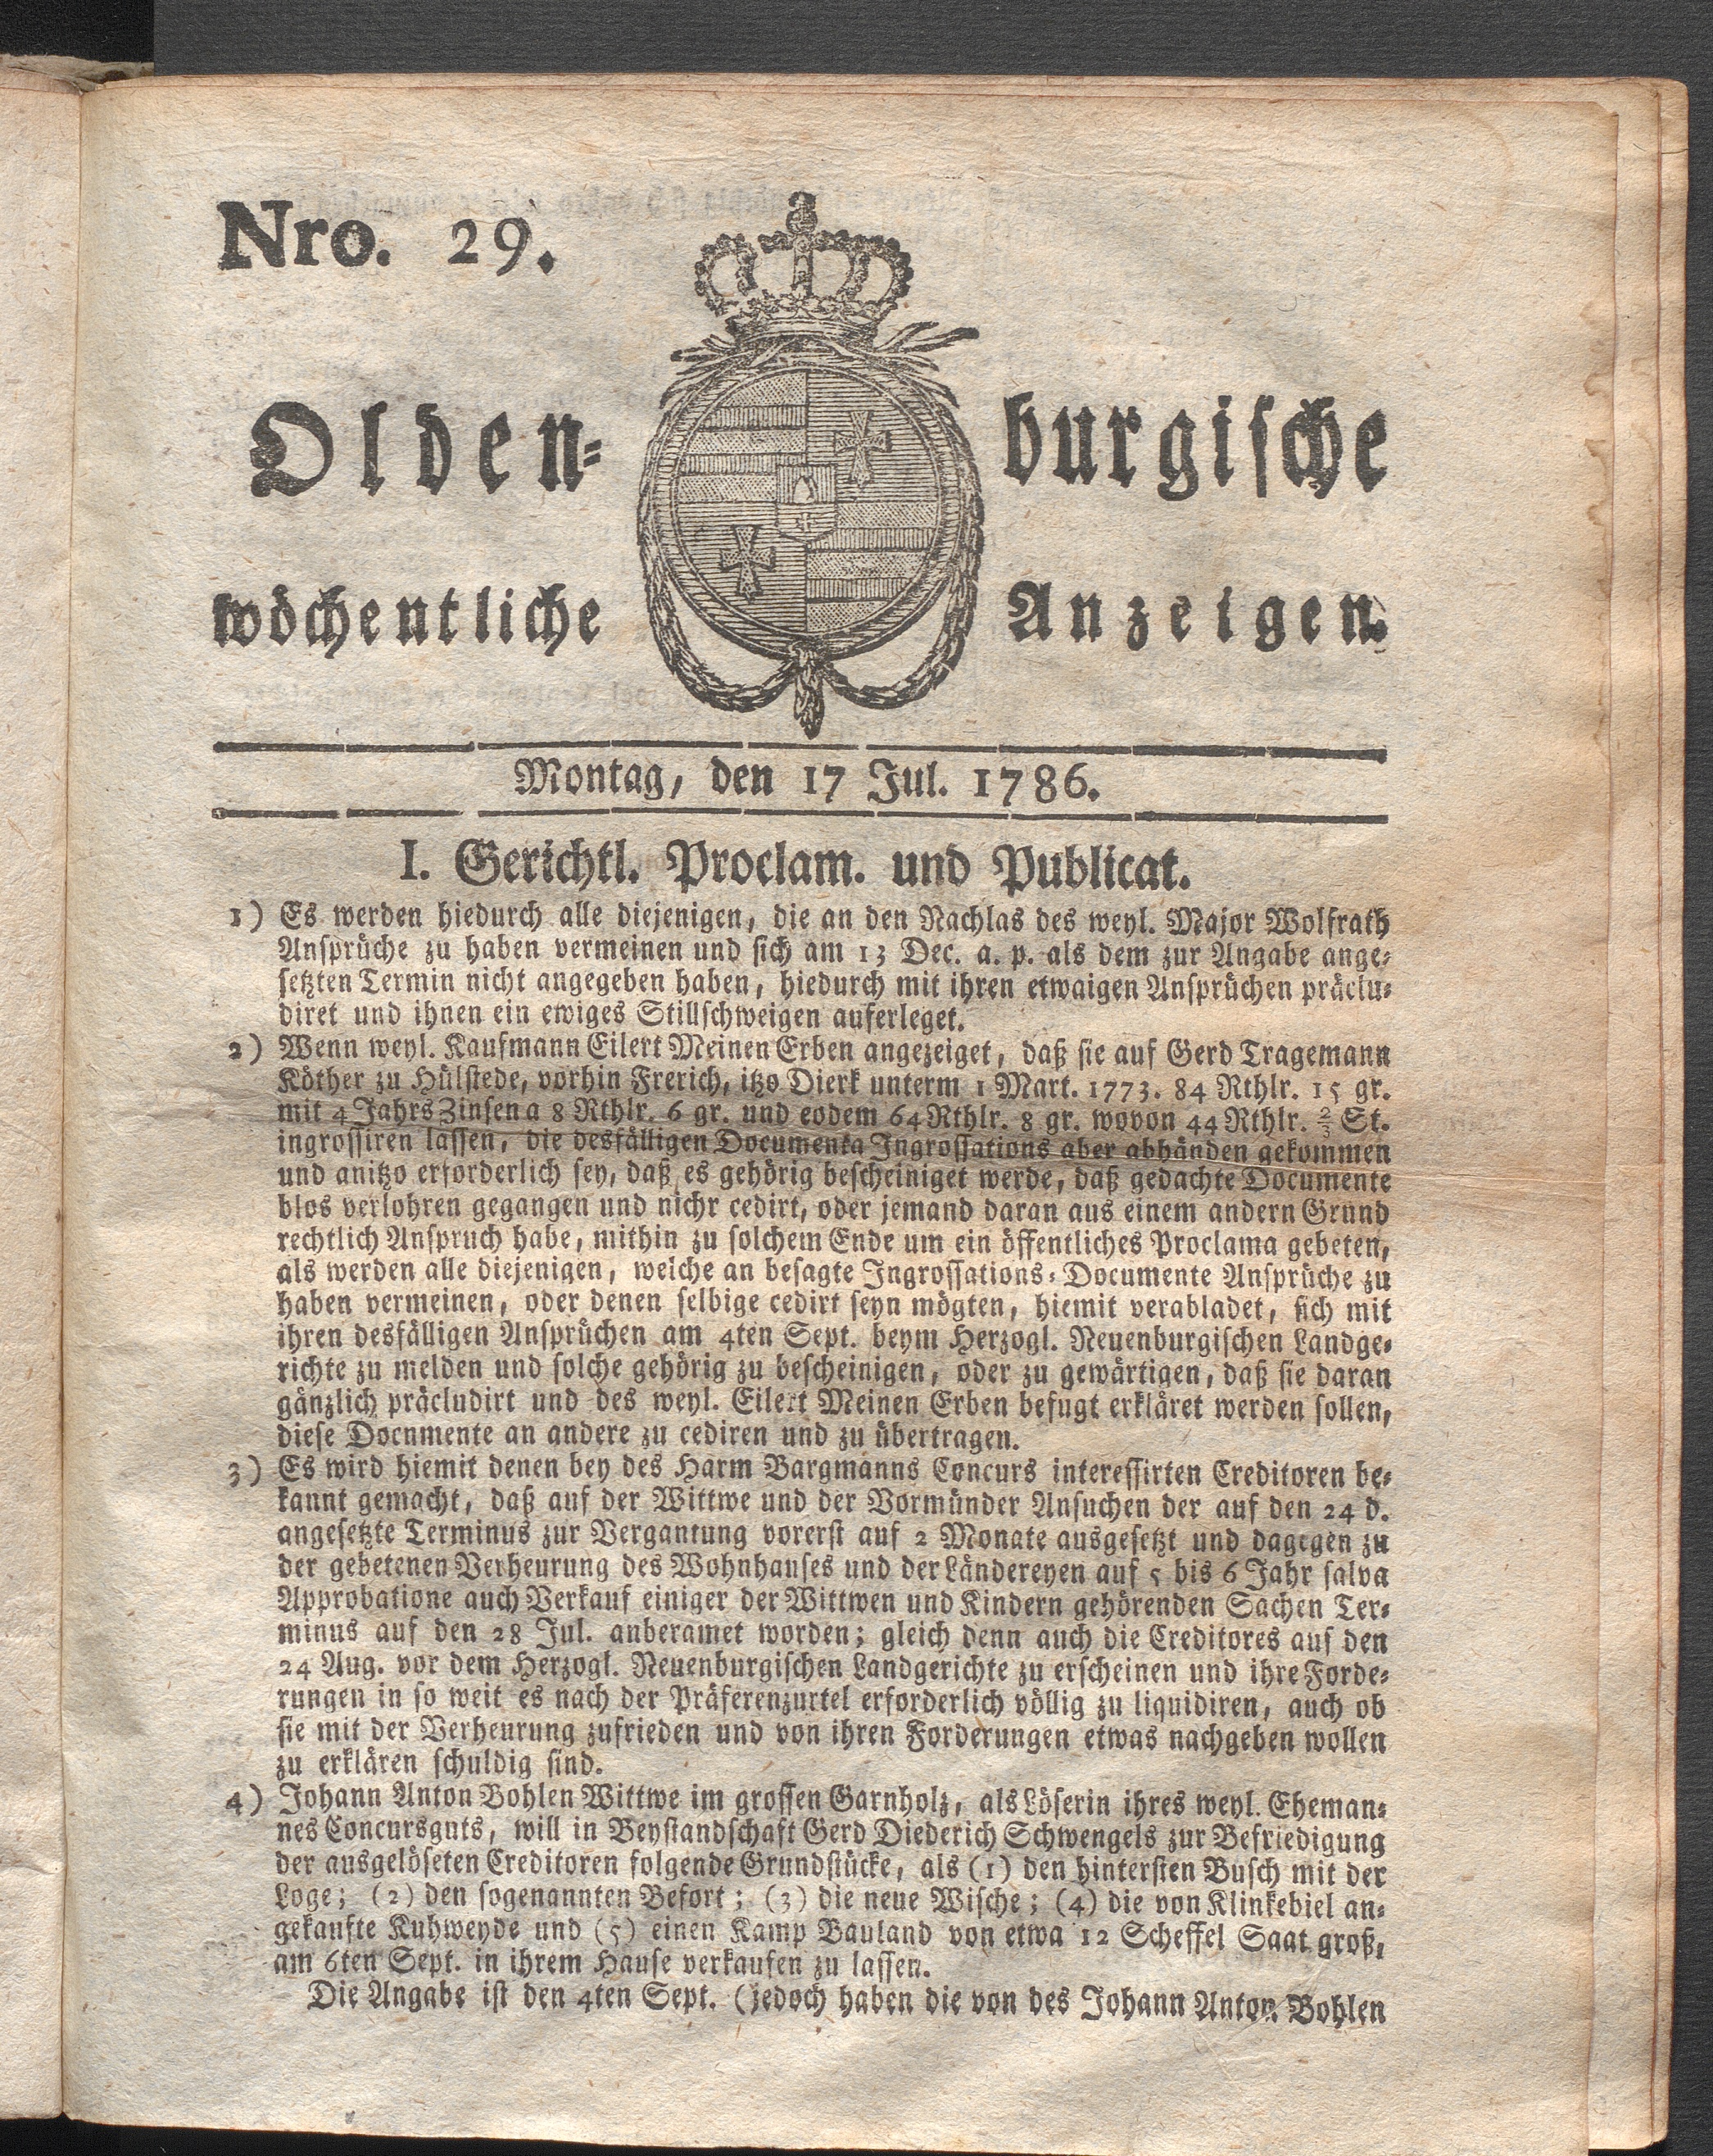 Nro. 29.
Olden= burgische
wöchentliche Anzeigen.
Montag, den 17 Jul. 1786.
I. Gerichtl. Proclam. und Publicat.
1) Es werden hiedurch alle diejenigen, die an den Nachlas des weyl. Major Wolfrath
Ansprüche zu haben vermeinen und sich am 13 Dec. a. p. als dem zur Angabe ange=
setzten Termin nicht angegeben haben, hiedurch mit ihren etwaigen Ansprüchen präclu=
diret und ihnen ein ewiges Stillschweigen auferleget.
2) Wenn weyl. Kaufmann Eilert Meinen Erben angezeiget, daß sie auf Gerd Tragemann
Köther zu Hülstede, vorhin Frerich, itzo Dierk unterm 1 Mart. 1773. 84 Rthlr. 15 gr.
mit 4 Jahrs Zinsen a 8 Rthlr. 6 gr. und eodem 64 Rthlr. 8 gr. wovon 44 Rthlr. ⅔ St.
ingrossiren lassen, die desfälligen Documenta Ingrossations aber abhänden gekommen
und anitzo erforderlich sey, daß es gehörig bescheiniget werde, daß gedachte Documente
blos verlohren gegangen und nichr cedirt, oder jemand daran aus einem andern Grund
rechtlich Anspruch habe, mithin zu solchem Ende um ein öffentliches Proclama gebeten,
als werden alle diejenigen, welche an besagte Ingrossations=Documente Ansprüche zu
haben vermeinen, oder denen selbige cedirt seyn mögten, hiemit verabladet, sich mit
ihren desfälligen Ansprüchen am 4ten Sept. beym Herzogl. Neuenburgischen Landge=
richte zu melden und solche gehörig zu bescheinigen, oder zu gewärtigen, daß sie daran
gänzlich präcludirt und des weyl. Eilert Meinen Erben befugt erkläret werden sollen,
diese Docnmente an andere zu cediren und zu übertragen.
3) Es wird hiemit denen bey des Harm Bargmanns Concurs interessirten Creditoren be=
kannt gemacht, daß auf der Wittwe und der Vormünder Ansuchen der auf den 24 d.
angesetzte Terminus zur Vergantung vorerst auf 2 Monate ausgesetzt und dagegen zu
der gebetenen Verheurung des Wohnhauses und der Ländereyen auf 5 bis 6 Jahr salva
Approbatione auch Verkauf einiger der Wittwen und Kindern gehörenden Sachen Ter=
minus auf den 28 Jul. anberamet worden; gleich denn auch die Creditores auf den
24 Aug. vor dem Herzogl. Neuenburgischen Landgerichte zu erscheinen und ihre Forde=
rungen in so weit es nach der Präferenzurtel erforderlich völlig zu liquidiren, auch ob
sie mit der Verheurung zufrieden und von ihren Forderungen etwas nachgeben wollen
zu erklären schuldig sind.
4) Johann Anton Bohlen Wittwe im grossen Garnholz, als Löserin ihres weyl. Eheman=
nes Concursguts, will in Beystandschaft Gerd Diederich Schwengels zur Befriedigung
der ausgelöseten Creditoren folgende Grundstücke, als (1) den hintersten Busch mit der
Loge; (2) den sogenannten Befort; (3) die neue Wische; (4) die von Klinkebiel an=
gekaufte Kuhweyde und (5) einen Kamp Bauland von etwa 12 Scheffel Saat groß,
am 6ten Sept. in ihrem Hause verkaufen zu lassen.
Die Angabe ist den 4ten Sept. (jedoch haben die von des Johann Anton Bohlen